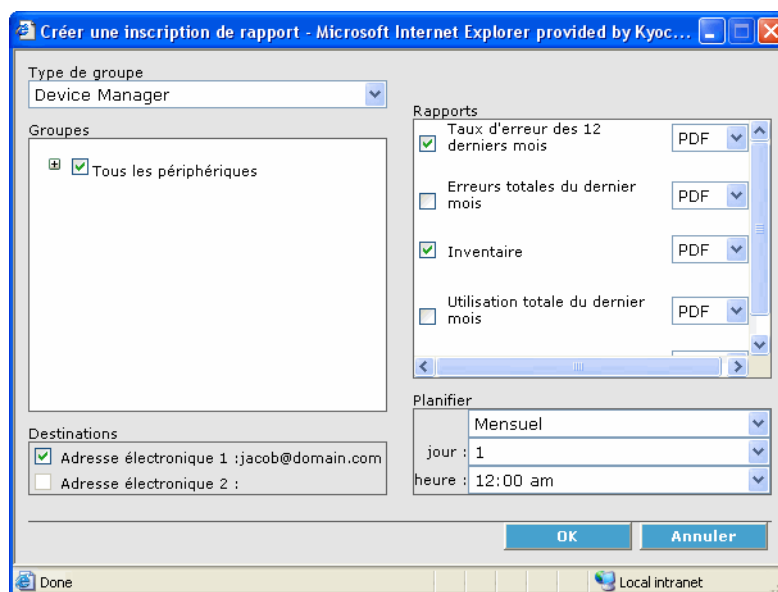 Créer une inscription de rapport - Microsoft Internet Explorer provided by Kyoc...
Type de groupe
Device Manager
Groupes
Tous les périphériques
Destinations
Adresse électronique 1 :jacob@domain.com
Adresse électronique 2 :
Rapports
Taux d'erreur des 12
derniers mois
PDF
Erreurs totales du dernier
mois
PDF
Inventaire
PDF
Utilisation totale du dernier
mois
PDF
Planifier
Mensuel
jour : 1
heure : 12:00 am
OK
Annuler
Done
Local intranet